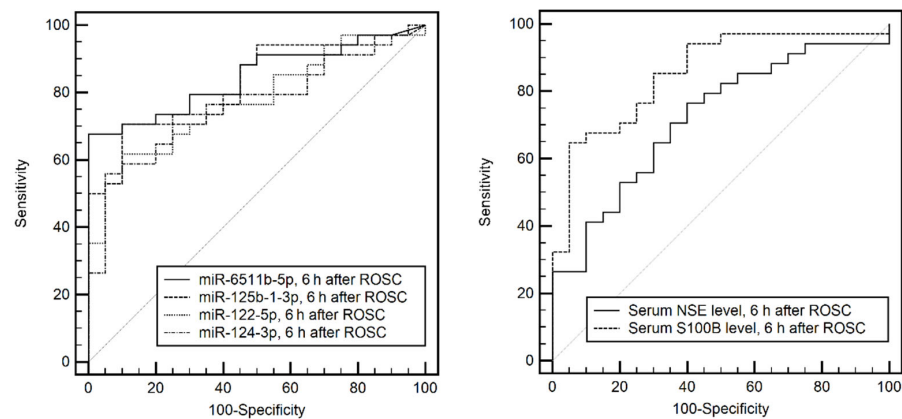 100
80
60
40
20
0
Sensitivity
miR-6511b-5p, 6 h after ROSC
miR-125b-1-3p, 6 h after ROSC
miR-122-5p, 6 h after ROSC
miR-124-3p, 6 h after ROSC
0 20 40 60 80 100
100-Specificity
100
80
60
40
20
0
Sensitivity
Serum NSE level, 6 h after ROSC
Serum S100B level, 6 h after ROSC
0 20 40 60 80 100
100-Specificity